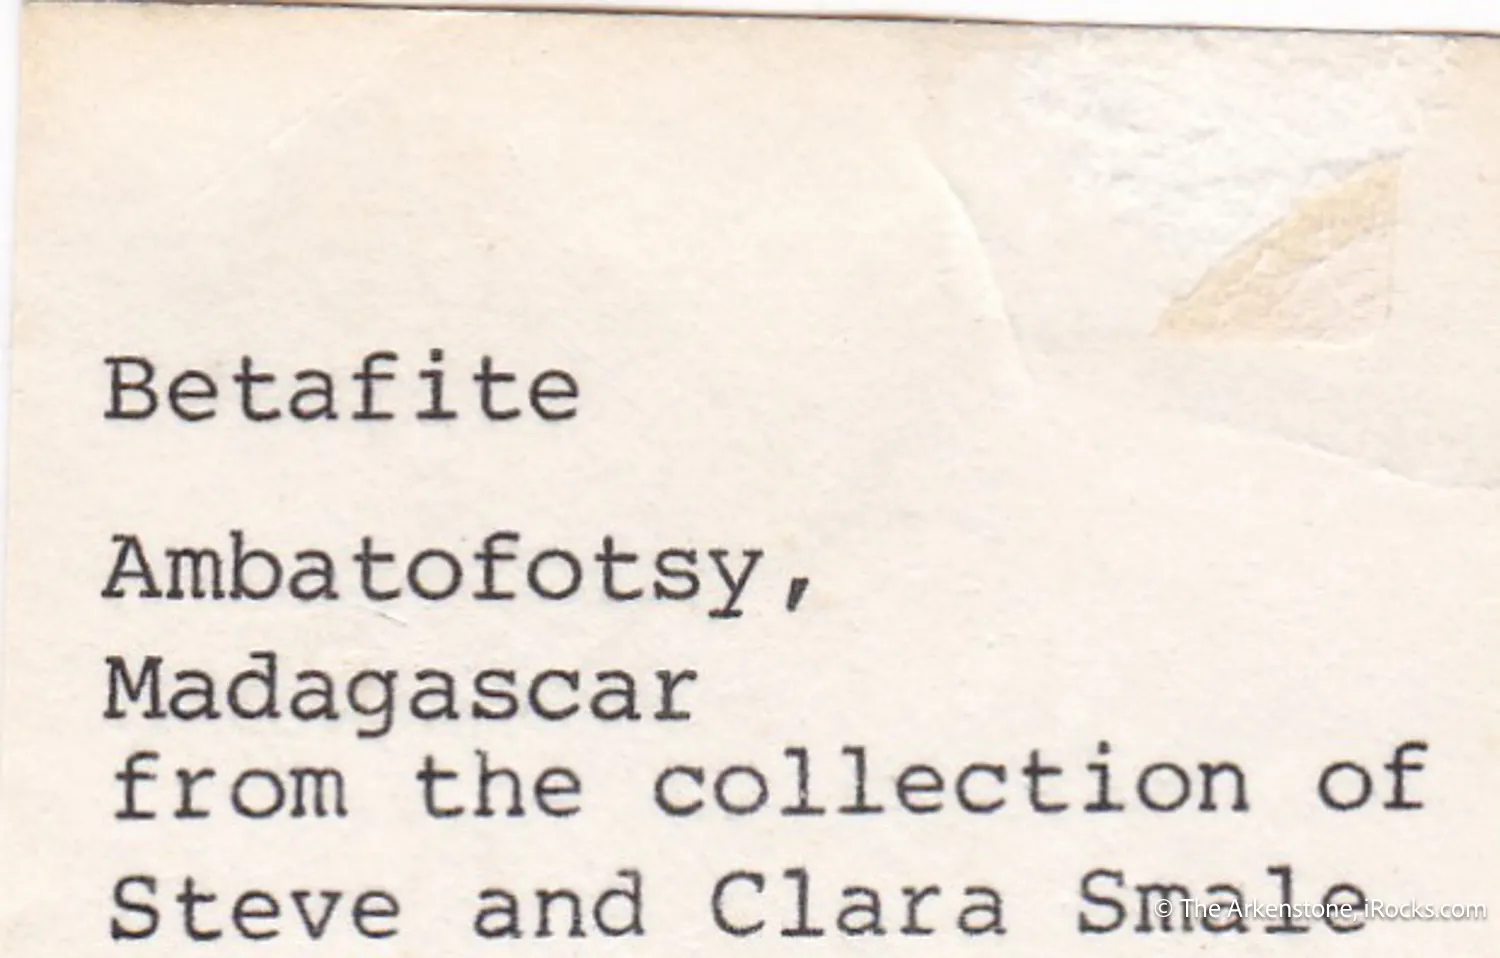 Betafite
Ambatofotsy,
Madagascar
from the collection of
Steve and Clara Smale
© The Arkenstone, iRocks.com